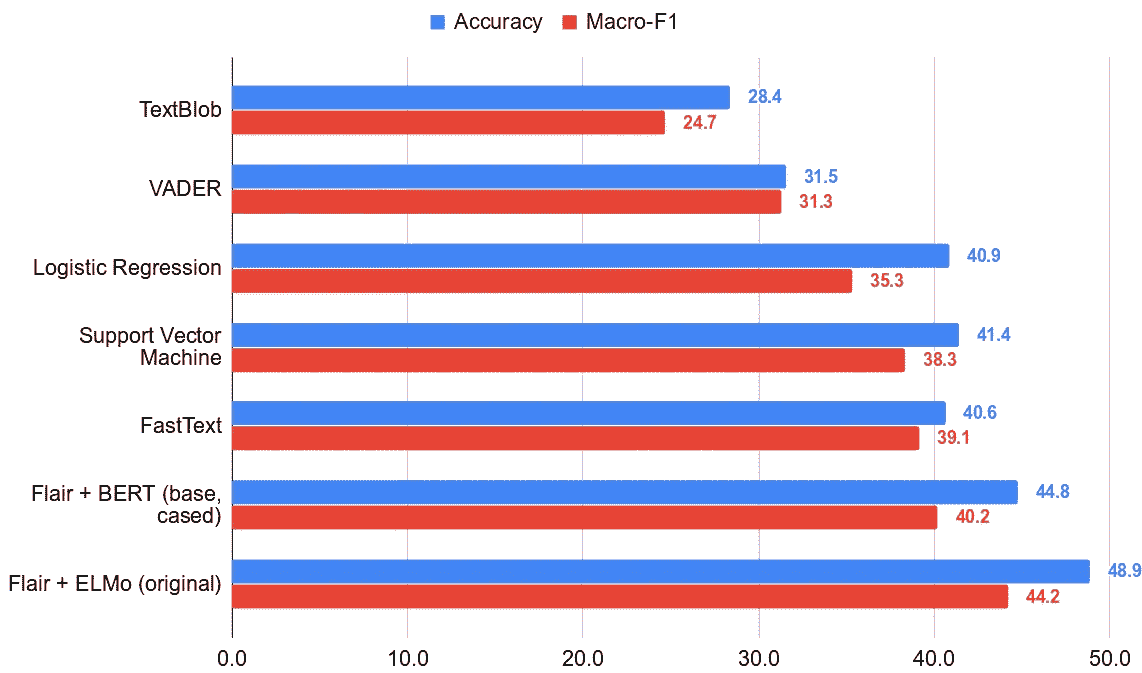 Accuracy Macro-F1
TextBlob
28.4
24.7
VADER
31.5
31.3
Logistic Regression
40.9
35.3
Support Vector
Machine
41.4
38.3
FastText
40.6
39.1
Flair + BERT (base,
cased)
44.8
40.2
Flair + ELMo (original)
48.9
44.2
0.0 10.0 20.0 30.0 40.0 50.0